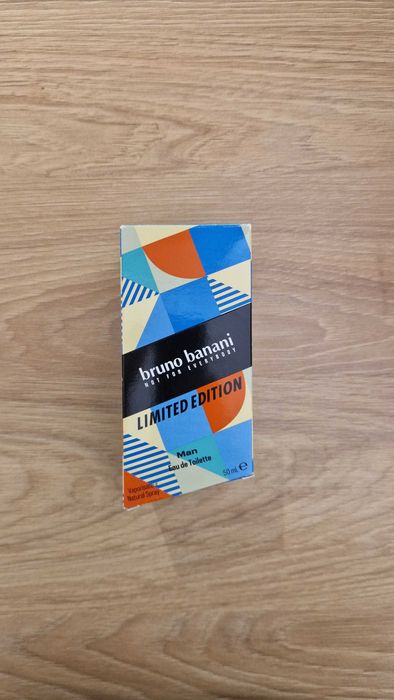 bruno banani
NOT FOR EVERYBODY
LIMITED EDITION
Man
Eau de Toilette
Vaporisateur
Natural Spray
50 mL e